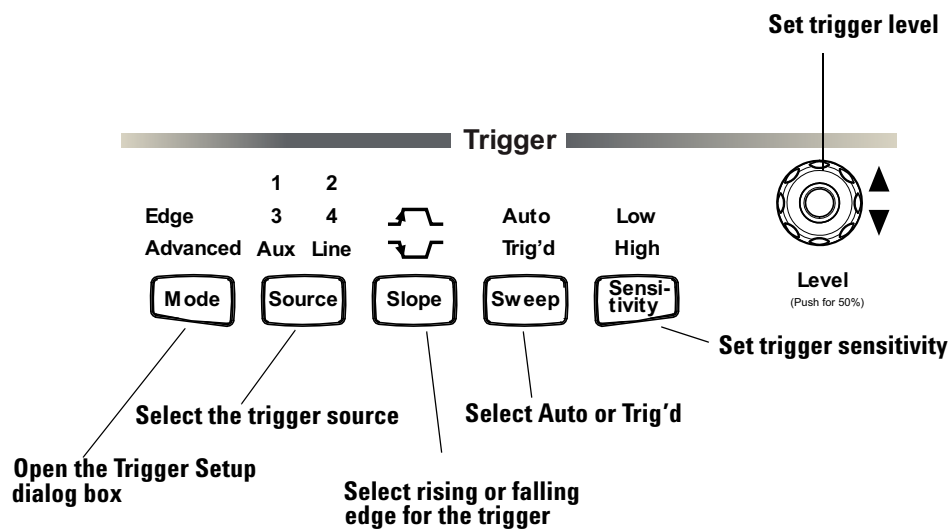 Set trigger level
Trigger
1 2
Edge 3 4 Auto Low
Advanced Aux Line Trig'd High
Mode Source Slope Sweep Sensi-
tivity
Level
(Push for 50%)
Set trigger sensitivity
Select the trigger source
Select Auto or Trig'd
Open the Trigger Setup
dialog box
Select rising or falling
edge for the trigger